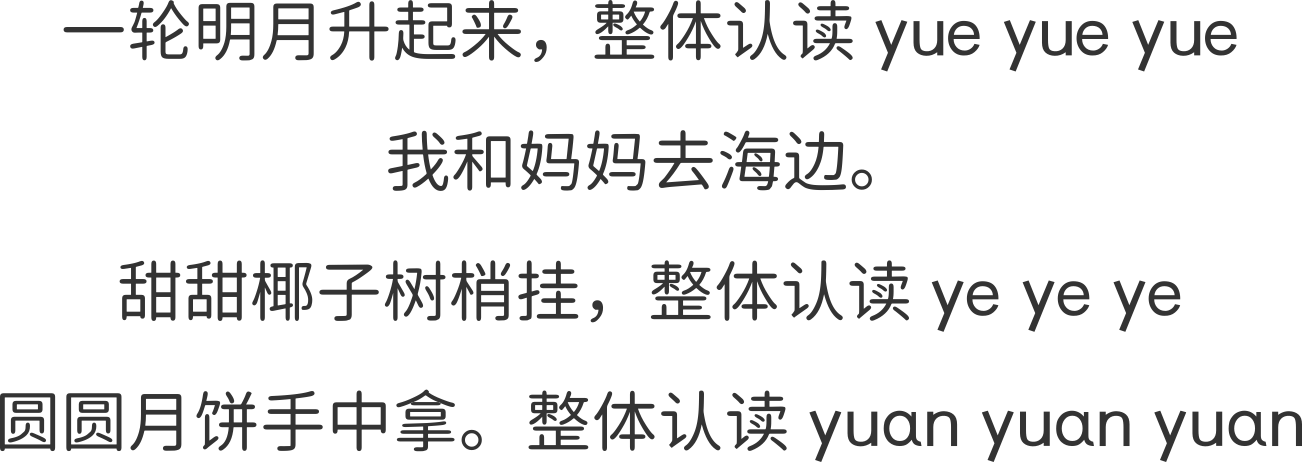 一轮明月升起来，整体认读 yue yue yue
我和妈妈去海边。
甜甜椰子树梢挂，整体认读 ye ye ye
圆圆月饼手中拿。整体认读 yuan yuan yuan